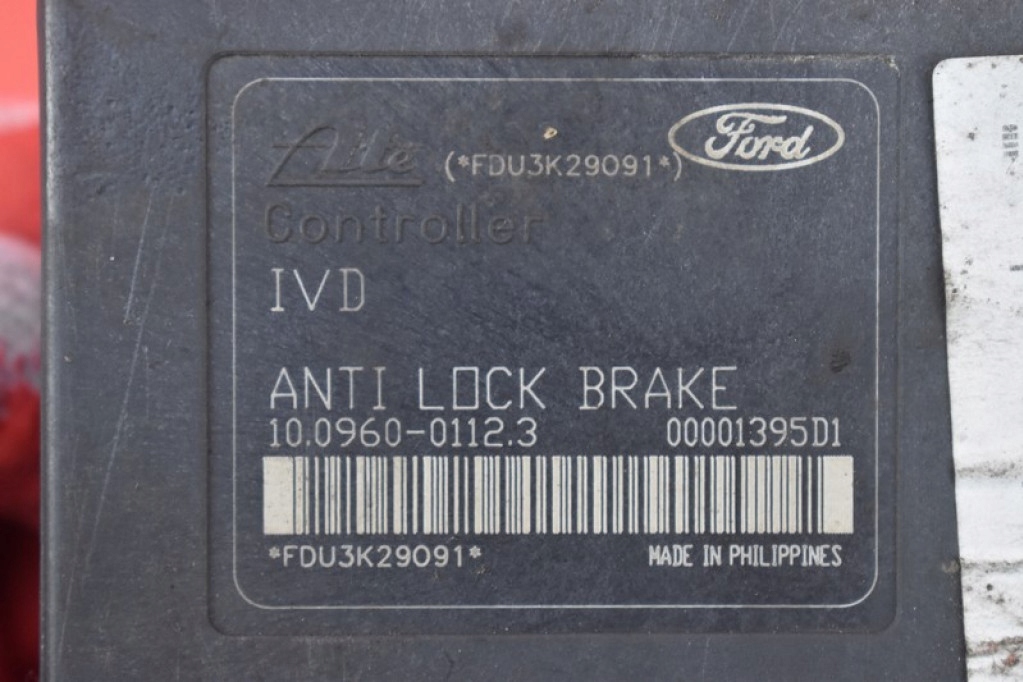 Ate (*FDU3K29091*) Ford
Controller
IVD
ANTI LOCK BRAKE
10.0960-0112.3 00001395D1
*FDU3K29091* MADE IN PHILIPPINES